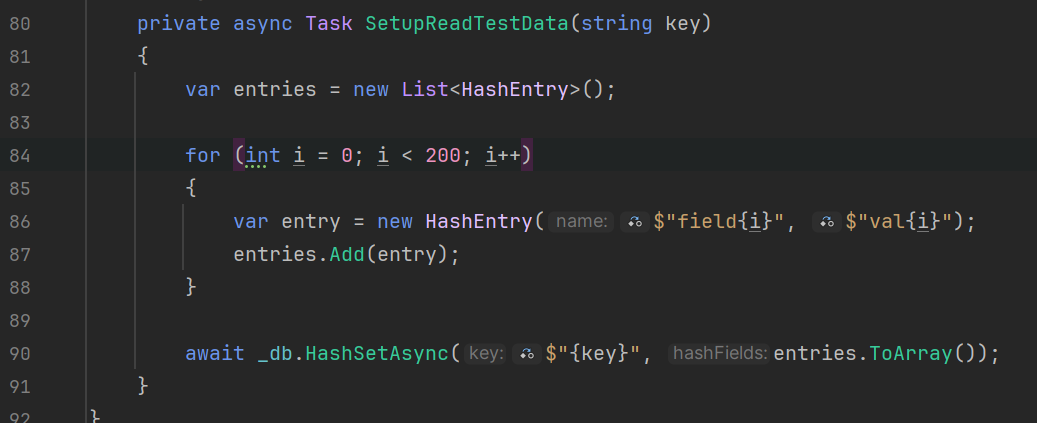 80 private async Task SetupReadTestData(string key)
81 {
82 var entries = new List<HashEntry>();
83
84 for (int i = 0; i < 200; i++)
85 {
86 var entry = new HashEntry( name: $"field{i}", $"val{i}");
87 entries.Add(entry);
88 }
89
90 await _db.HashSetAsync( key: $"{key}", hashFields: entries.ToArray());
91 }
92 }